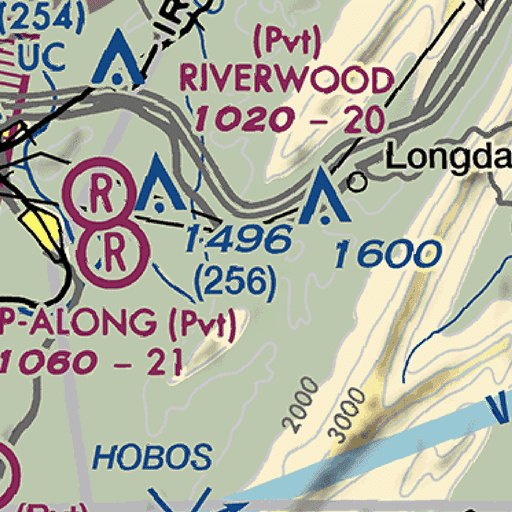 (254)
UC
(Pvt)
RIVERWOOD
1020 – 20
Longda
R
R
1496
(256)
1600
P-ALONG (Pvt)
1060 – 21
2000
3000
V
HOBOS
(Pvt)